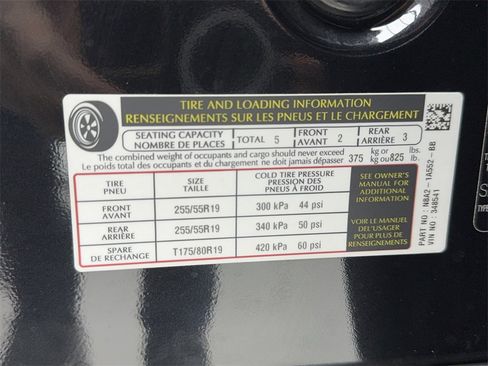 TIRE AND LOADING INFORMATION
RENSEIGNEMENTS SUR LES PNEUS ET LE CHARGEMENT
SEATING CAPACITY
NOMBRE DE PLACES
TOTAL 5
FRONT
AVANT 2
REAR
ARRIÈRE 3
The combined weight of occupants and cargo should never exceed
Le poids total des occupants et du chargement ne doit jamais dépasser
375 kg or 825 lbs.
kg ou lb.
TIRE
PNEU
SIZE
TAILLE
COLD TIRE PRESSURE
PRESSION DES
PNEUS À FROID
FRONT
AVANT
255/55R19
300 kPa 44 psi
REAR
ARRIÈRE
255/55R19
340 kPa 50 psi
SPARE
DE RECHANGE
T175/80R19
420 kPa 60 psi
SEE OWNER'S
MANUAL FOR
ADDITIONAL
INFORMATION
VOIR LE MANUEL
DE L'USAGER
POUR PLUS DE
RENSEIGNEMENTS
PART NO : N8A2 - 1A552 - BB
VIN NO : 348541